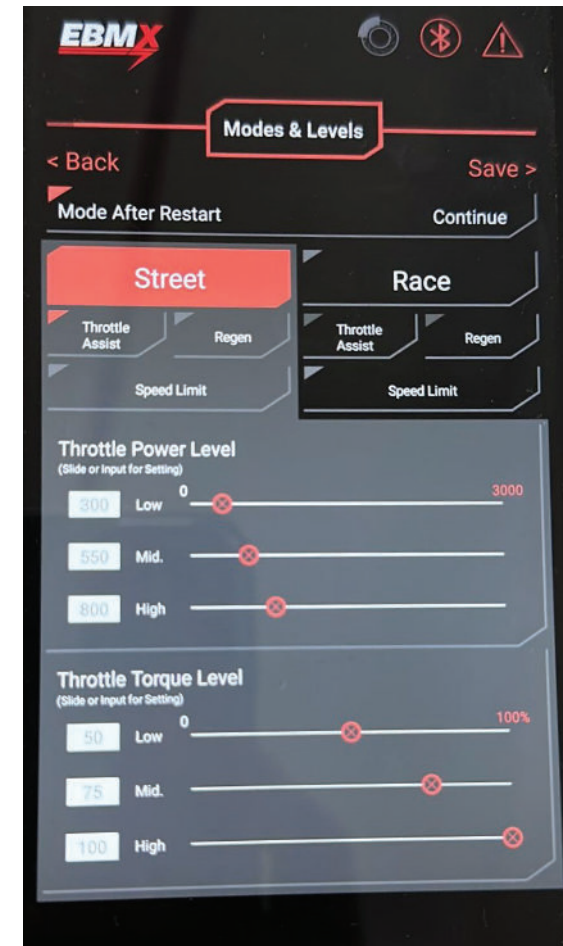 EBMX
Modes & Levels
< Back
Save >
Mode After Restart Continue
Street Race
Throttle Assist Regen Throttle Assist Regen
Speed Limit Speed Limit
Throttle Power Level
(Slide or Input for Setting)
0 3000
300 Low
550 Mid.
800 High
Throttle Torque Level
(Slide or Input for Setting)
0 100%
50 Low
75 Mid.
100 High